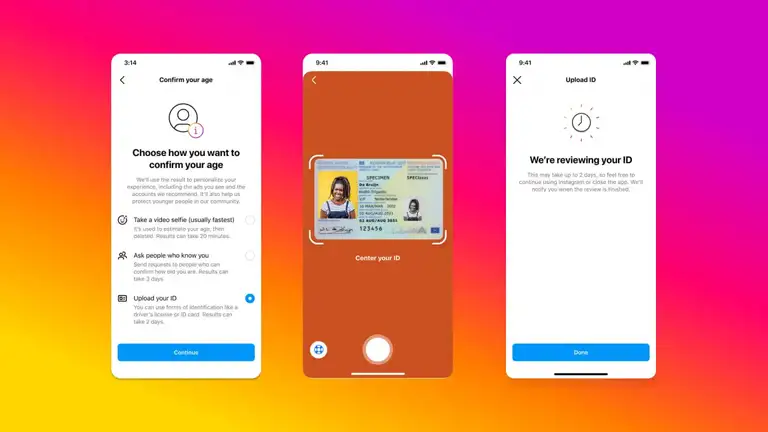 3:14
Confirm your age
Choose how you want to
confirm your age
We'll use the result to personalize your
experience, including the ads you see and the
accounts we recommend. It'll also help us
protect younger people in our community.
Take a video selfie (usually fastest)
It's used to estimate your age, then
deleted. Results can take 20 minutes.
Ask people who know you
Send requests to people who can
confirm how old you are. Results can
take 3 days.
Upload your ID
You can use forms of identification like a
driver's license or ID card. Results can
take 2 days.
Continue
9:41
SPECIMEN
SPECIMEN
De Bruijn
123456
Center your ID
9:41
Upload ID
We're reviewing your ID
This may take up to 2 days, so feel free to
continue using Instagram or close the app. We'll
notify you when the review is finished.
Done